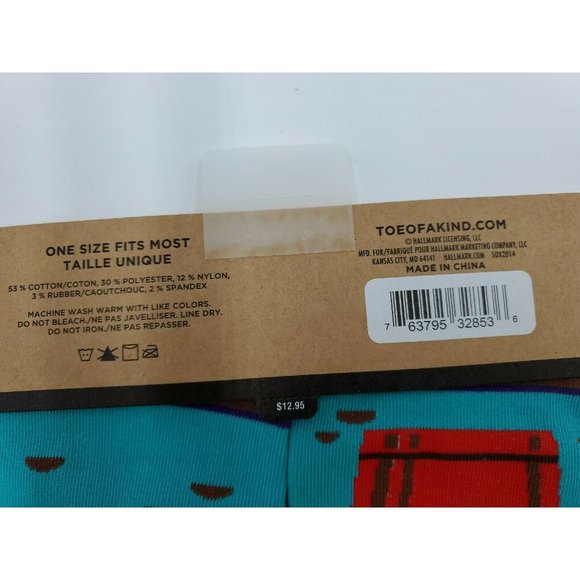 ONE SIZE FITS MOST
TAILLE UNIQUE
53 % COTTON/COTON, 30 % POLYESTER, 12 % NYLON,
3 % RUBBER/CAOUTCHOUC, 2 % SPANDEX
MACHINE WASH WARM WITH LIKE COLORS.
DO NOT BLEACH./NE PAS JAVELLISER. LINE DRY.
DO NOT IRON./NE PAS REPASSER.
TOEOFAKIND.COM
© HALLMARK LICENSING, LLC
MFD. FOR/FABRIQUÉ POUR HALLMARK MARKETING COMPANY, LLC
KANSAS CITY, MO 64141 HALLMARK.COM SOX2014
MADE IN CHINA
7 63795 32853 6
$12.95